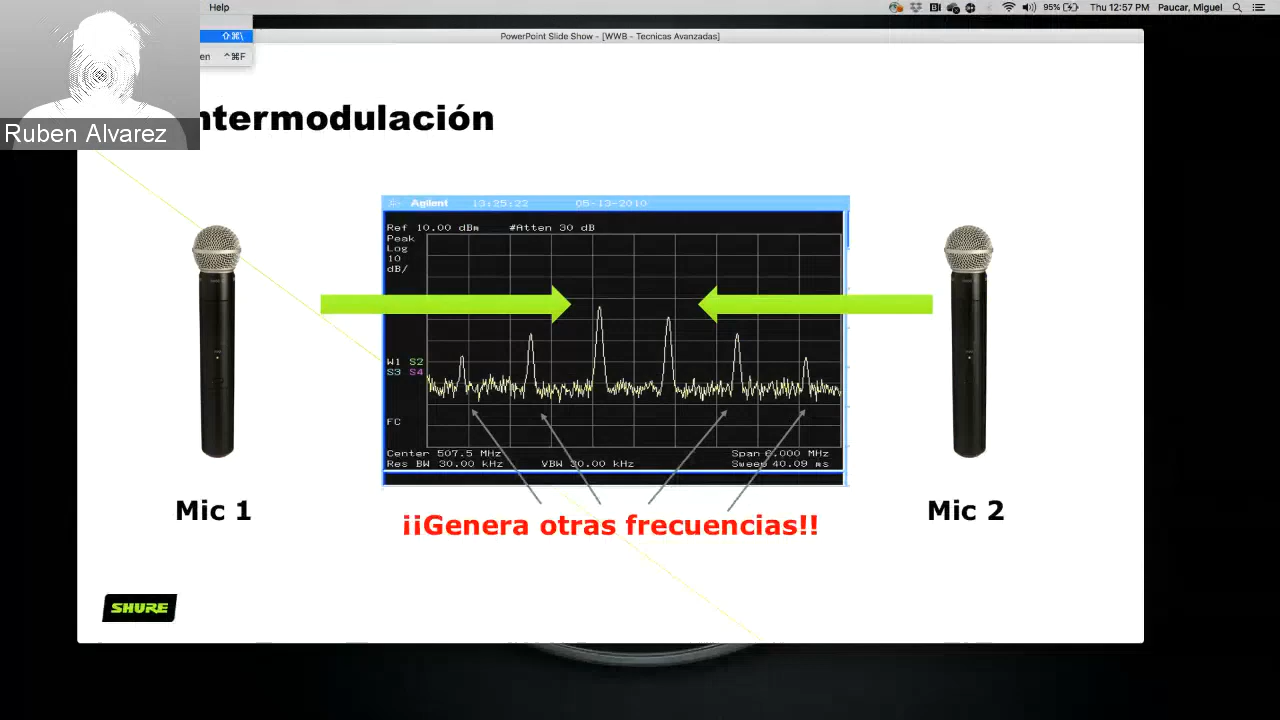 Help
95%
Thu 12:57 PM
Paucar, Miguel
PowerPoint Slide Show - [WWB - Tecnicas Avanzadas]
⇧⌘\
en ^⌘F
Ruben Alvarez
ntermodulación
Agilent 13:25:22 05-13-2010
Ref 10.00 dBm #Atten 30 dB
Peak
Log
10
dB/
W1 S2
S3 S4
FC
Center 507.5 MHz Span 6.000 MHz
Res BW 30.00 kHz VBW 30.00 kHz Sweep 40.09 ms
Mic 1
Mic 2
¡¡Genera otras frecuencias!!
SHURE